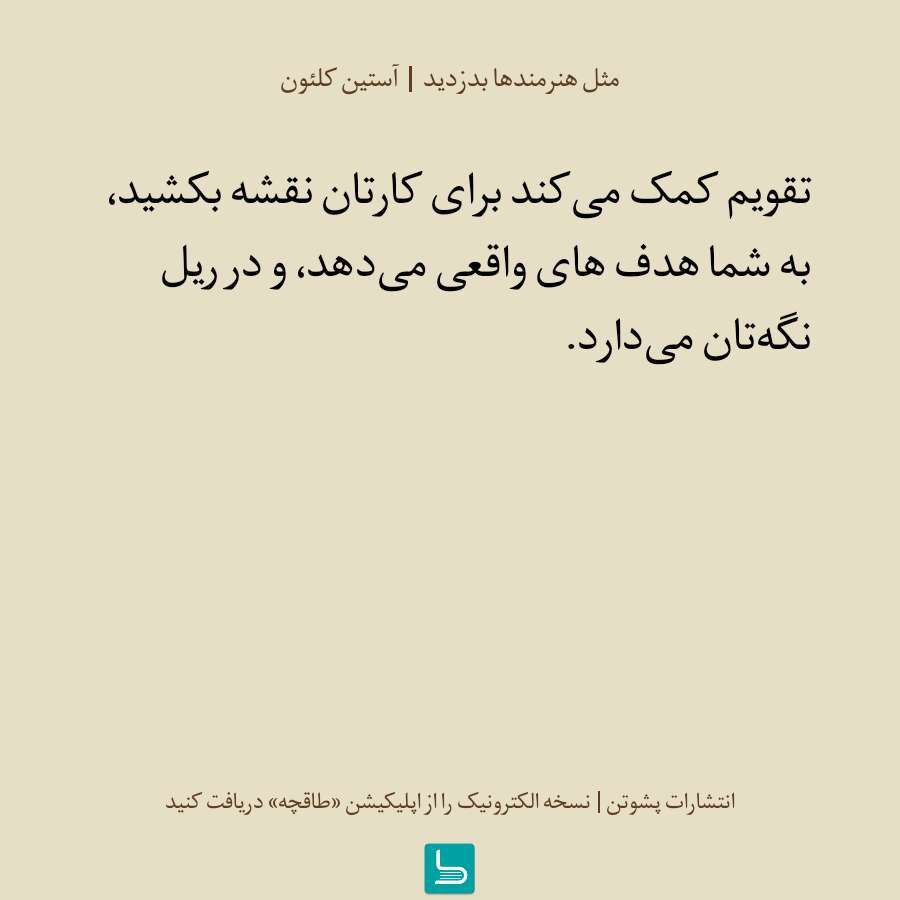 مثل هنرمندها بدزدید | آستین کلئون
تقویم کمک می‌کند برای کارتان نقشه بکشید،
به شما هدف های واقعی می‌دهد، و در ریل
نگه‌تان می‌دارد.
انتشارات پشوتن | نسخه الکترونیک را از اپلیکیشن «طاقچه» دریافت کنید